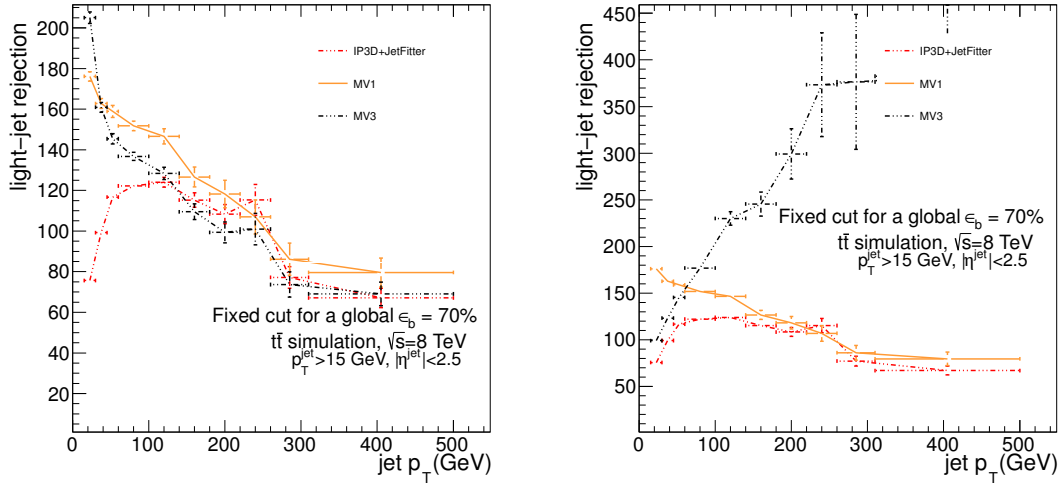 light-jet rejection
200
180
160
140
120
100
80
60
40
20
IP3D+JetFitter
MV1
MV3
Fixed cut for a global ϵ_b = 70%
tt̄ simulation, √s=8 TeV
p_T^jet>15 GeV, |η^jet|<2.5
0 100 200 300 400 500
jet p_T(GeV)
light-jet rejection
450
400
350
300
250
200
150
100
50
IP3D+JetFitter
MV1
MV3
Fixed cut for a global ϵ_b = 70%
tt̄ simulation, √s=8 TeV
p_T^jet>15 GeV, |η^jet|<2.5
0 100 200 300 400 500
jet p_T(GeV)